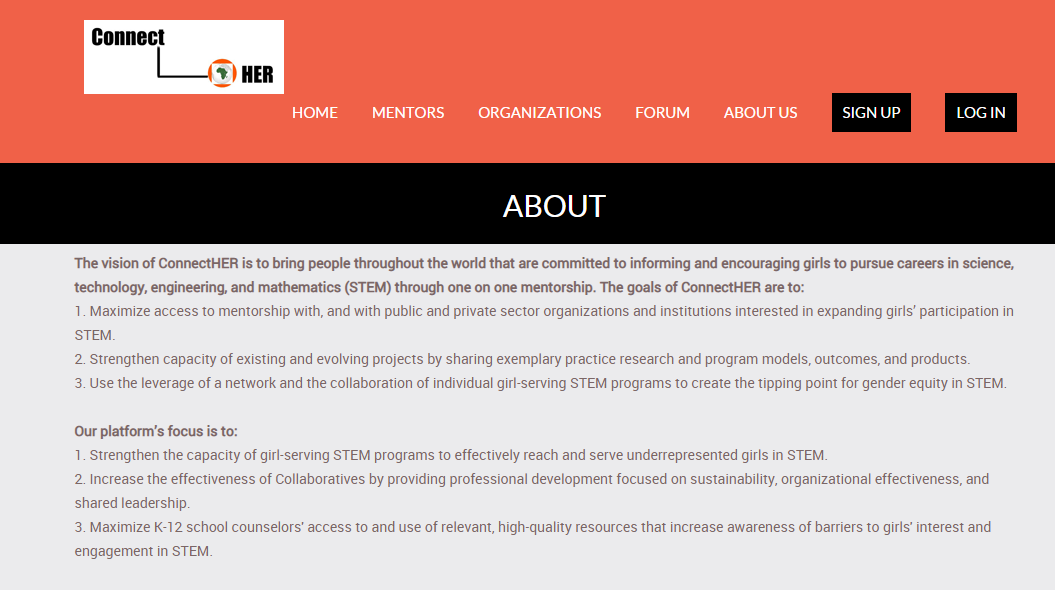 Connect
HER
HOME MENTORS ORGANIZATIONS FORUM ABOUT US SIGN UP LOG IN
ABOUT
The vision of ConnectHER is to bring people throughout the world that are committed to informing and encouraging girls to pursue careers in science,
technology, engineering, and mathematics (STEM) through one on one mentorship. The goals of ConnectHER are to:
1. Maximize access to mentorship with, and with public and private sector organizations and institutions interested in expanding girls’ participation in
STEM.
2. Strengthen capacity of existing and evolving projects by sharing exemplary practice research and program models, outcomes, and products.
3. Use the leverage of a network and the collaboration of individual girl-serving STEM programs to create the tipping point for gender equity in STEM.
Our platform’s focus is to:
1. Strengthen the capacity of girl-serving STEM programs to effectively reach and serve underrepresented girls in STEM.
2. Increase the effectiveness of Collaboratives by providing professional development focused on sustainability, organizational effectiveness, and
shared leadership.
3. Maximize K-12 school counselors’ access to and use of relevant, high-quality resources that increase awareness of barriers to girls’ interest and
engagement in STEM.